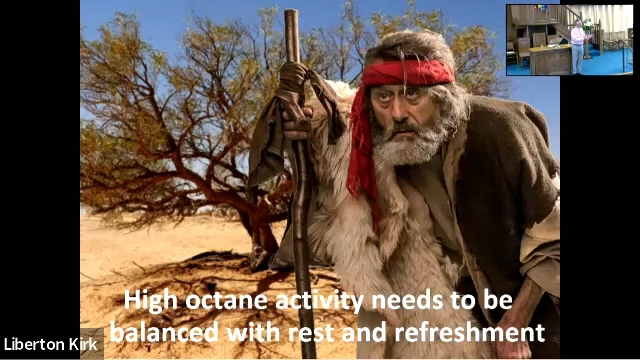 High octane activity needs to be
balanced with rest and refreshment
Liberton Kirk